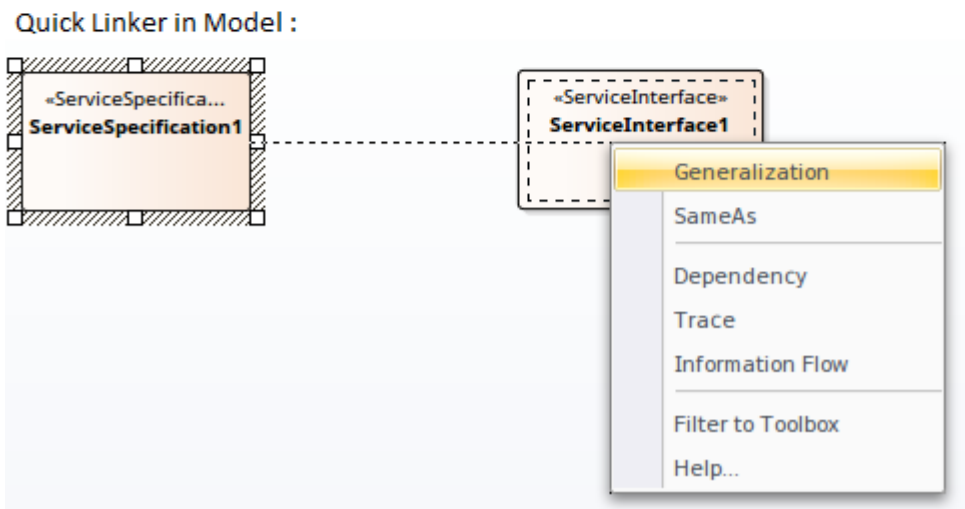 Quick Linker in Model :
«ServiceSpecifica...
ServiceSpecification1
«ServiceInterface»
ServiceInterface1
Generalization
SameAs
Dependency
Trace
Information Flow
Filter to Toolbox
Help...